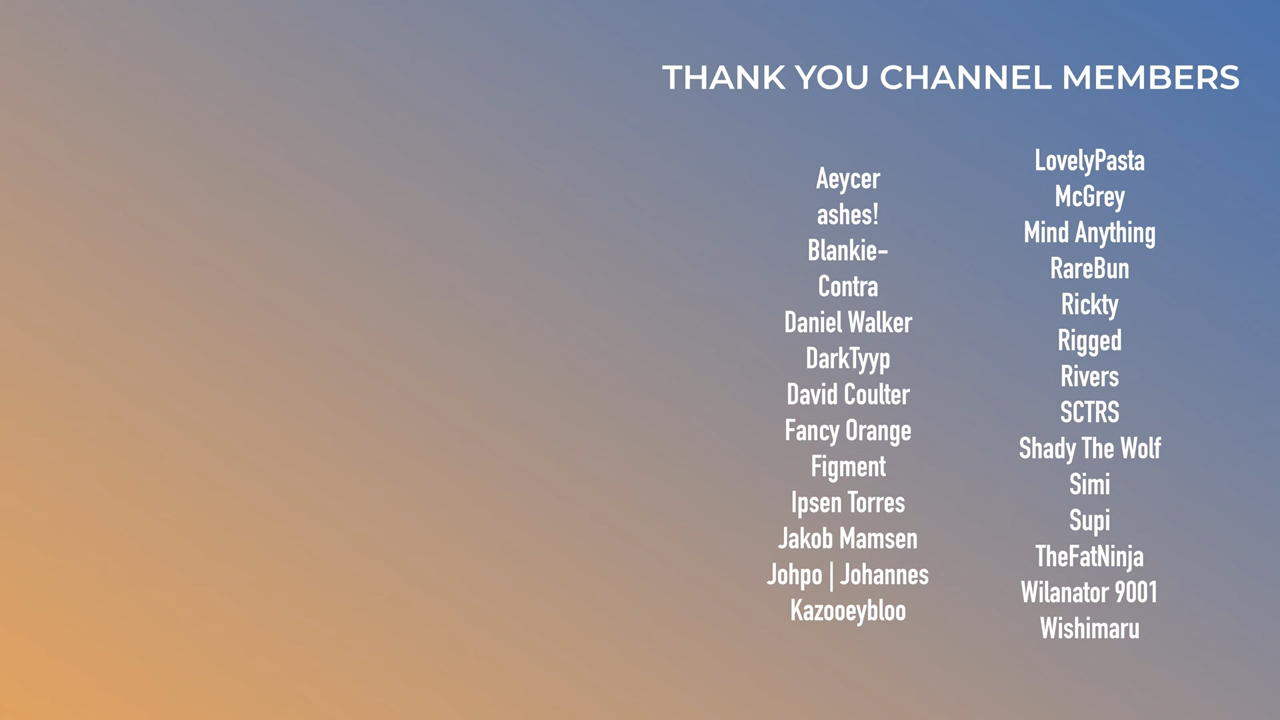 THANK YOU CHANNEL MEMBERS
Aeycer
ashes!
Blankie-
Contra
Daniel Walker
DarkTyyp
David Coulter
Fancy Orange
Figment
Ipsen Torres
Jakob Mamsen
Johpo | Johannes
Kazooeybloo
LovelyPasta
McGrey
Mind Anything
RareBun
Rickty
Rigged
Rivers
SCTRS
Shady The Wolf
Simi
Supi
TheFatNinja
Wilanator 9001
Wishimaru